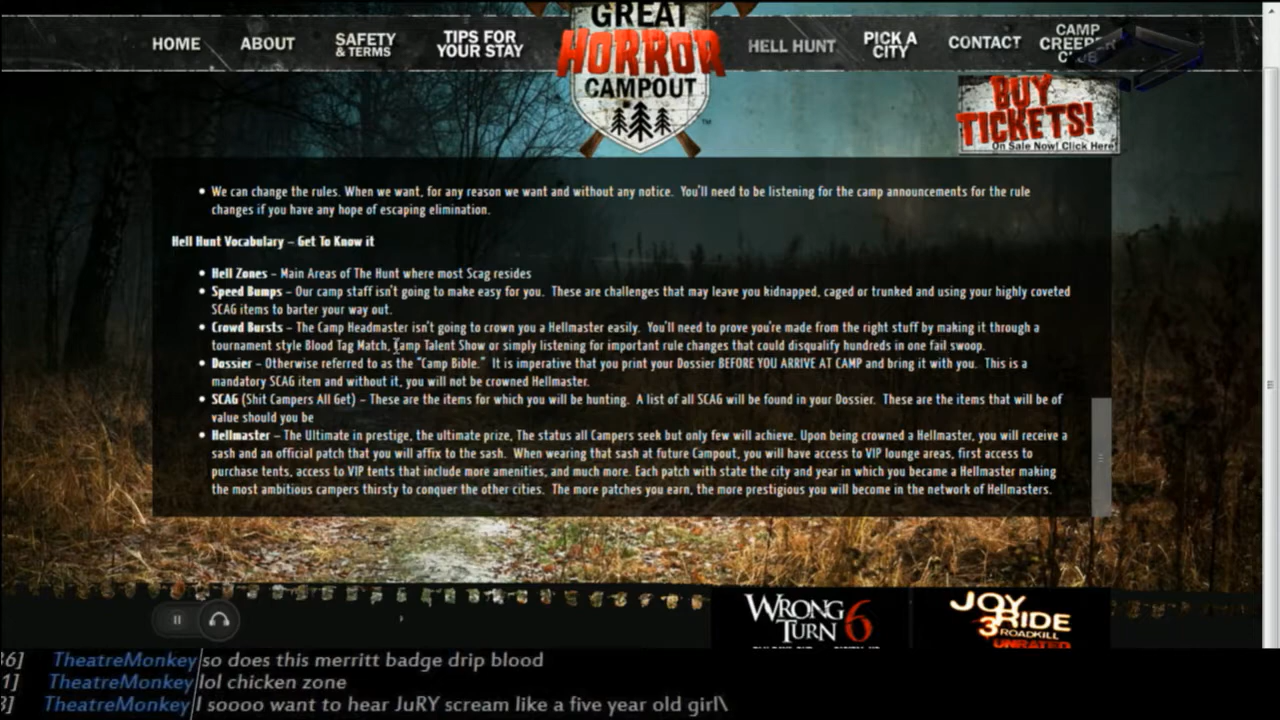 GREAT
HORROR
CAMPOUT
™
HOME
ABOUT
SAFETY
& TERMS
TIPS FOR
YOUR STAY
HELL HUNT
PICK A
CITY
CONTACT
CAMP
CREEPER
CLUB
BUY
TICKETS!
On Sale Now! Click Here!
• We can change the rules. When we want, for any reason we want and without any notice. You'll need to be listening for the camp announcements for the rule
changes if you have any hope of escaping elimination.
Hell Hunt Vocabulary – Get To Know it
• Hell Zones – Main Areas of The Hunt where most Scag resides
• Speed Bumps – Our camp staff isn't going to make easy for you. These are challenges that may leave you kidnapped, caged or trunked and using your highly coveted
SCAG items to barter your way out.
• Crowd Bursts – The Camp Headmaster isn't going to crown you a Hellmaster easily. You'll need to prove you're made from the right stuff by making it through a
tournament style Blood Tag Match, Camp Talent Show or simply listening for important rule changes that could disqualify hundreds in one fail swoop.
• Dossier – Otherwise referred to as the "Camp Bible." It is imperative that you print your Dossier BEFORE YOU ARRIVE AT CAMP and bring it with you. This is a
mandatory SCAG item and without it, you will not be crowned Hellmaster.
• SCAG (Shit Campers All Get) – These are the items for which you will be hunting. A list of all SCAG will be found in your Dossier. These are the items that will be of
value should you be
• Hellmaster – The Ultimate in prestige, the ultimate prize, The status all Campers seek but only few will achieve. Upon being crowned a Hellmaster, you will receive a
sash and an official patch that you will affix to the sash. When wearing that sash at future Campout, you will have access to VIP lounge areas, first access to
purchase tents, access to VIP tents that include more amenities, and much more. Each patch with state the city and year in which you became a Hellmaster making
the most ambitious campers thirsty to conquer the other cities. The more patches you earn, the more prestigious you will become in the network of Hellmasters.
WRONG
TURN 6
JOY
RIDE
3 ROADKILL
UNRATED
36] TheatreMonkey so does this merritt badge drip blood
1] TheatreMonkey lol chicken zone
3] TheatreMonkey I soooo want to hear JuRY scream like a five year old girl\